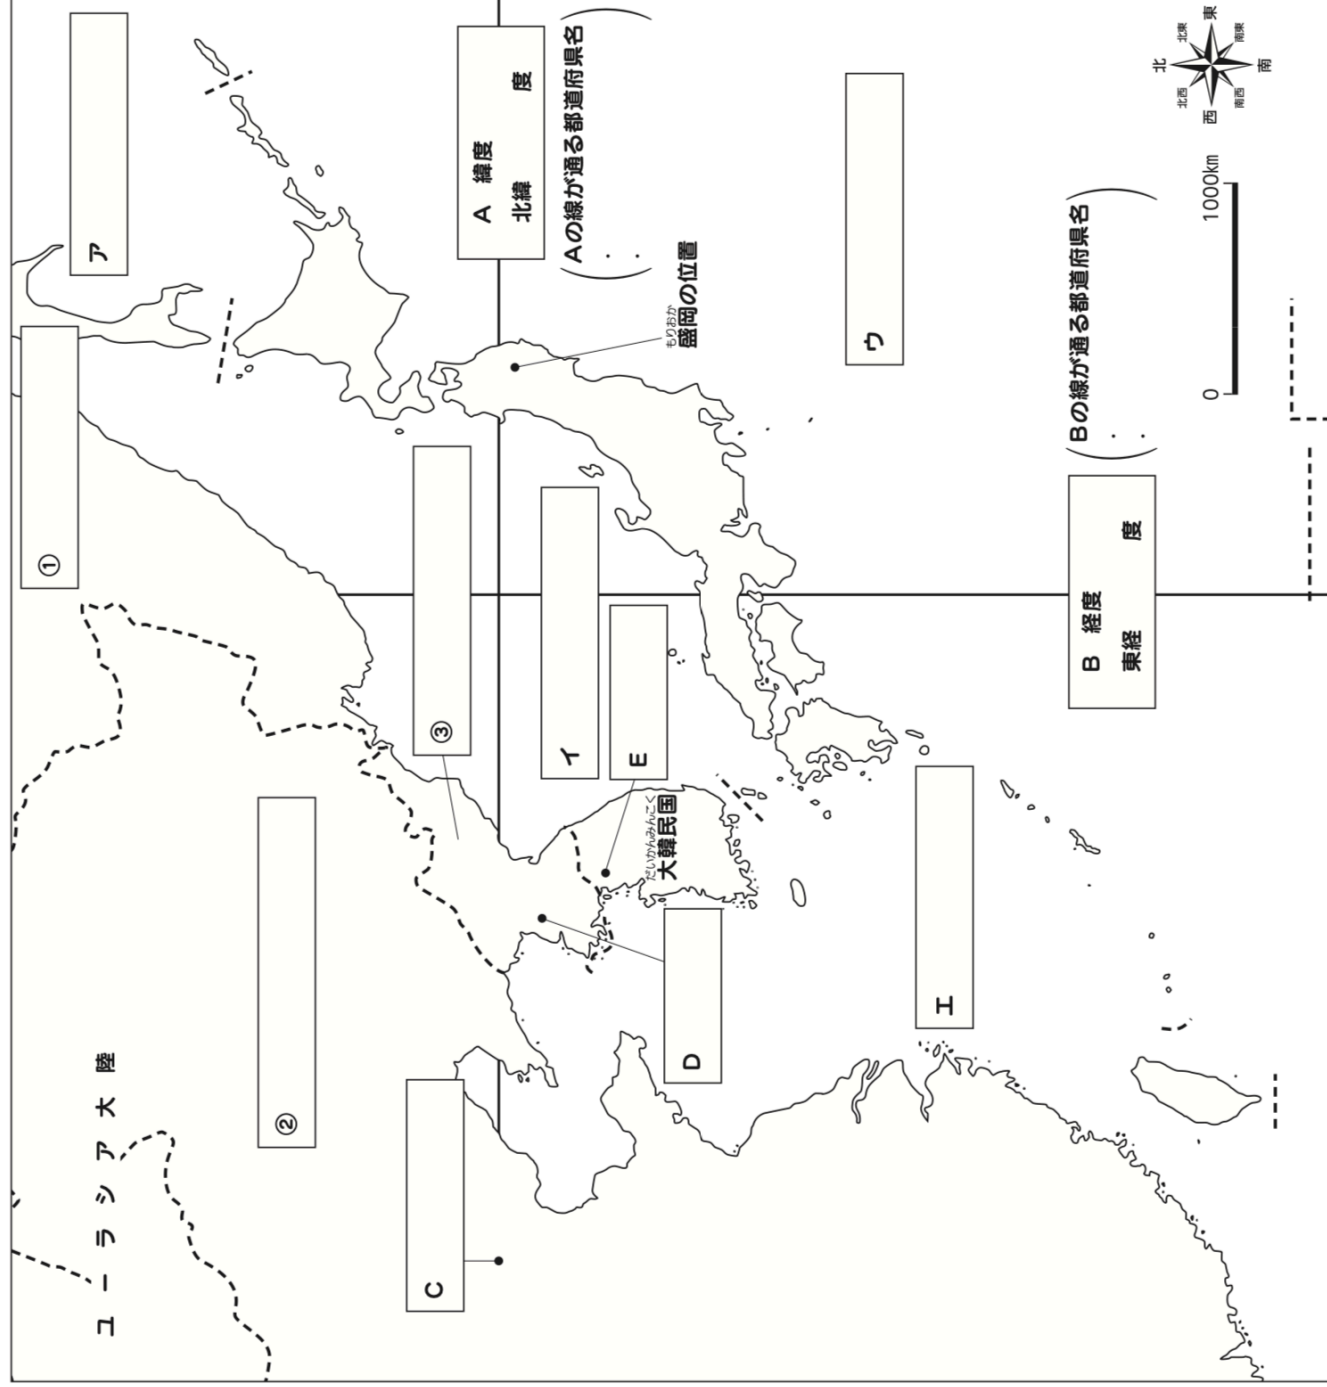 ①
ア
ユーラシア大陸
②
③
A 緯度
北緯 度
Aの線が通る都道府県名
( ・ ・ )
もりおか
盛岡の位置
C
イ
E
だいかんみんこく
大韓民国
D
ウ
エ
B 経度
東経 度
Bの線が通る都道府県名
( ・ ・ )
北
北東
東
南東
南
南西
西
北西
0 1000km